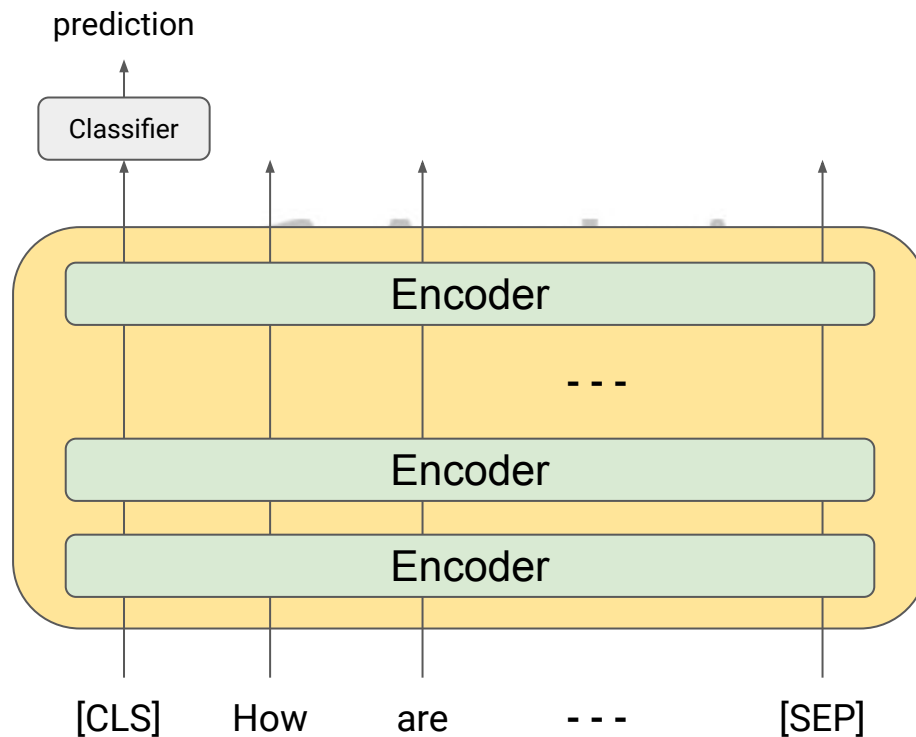 prediction
Classifier
Encoder
- - -
Encoder
Encoder
[CLS] How are - - - [SEP]